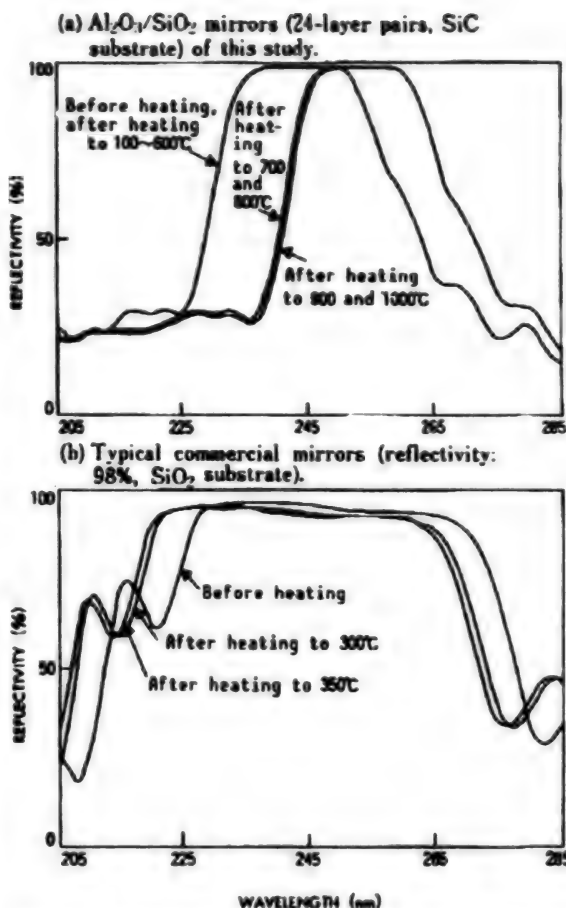 (a) Al₂O₃/SiO₂ mirrors (24-layer pairs, SiC
substrate) of this study.
100
Before heating,
after heating
to 100~600℃
After
heat-
ing
to 700
and
800℃
50
After heating
to 900 and 1000℃
REFLECTIVITY (%)
0
205 225 245 265 285
(b) Typical commercial mirrors (reflectivity:
98%, SiO₂ substrate).
100
Before heating
After heating to 300℃
50
After heating to 350℃
REFLECTIVITY (%)
0
205 225 245 265 285
WAVELENGTH (nm)